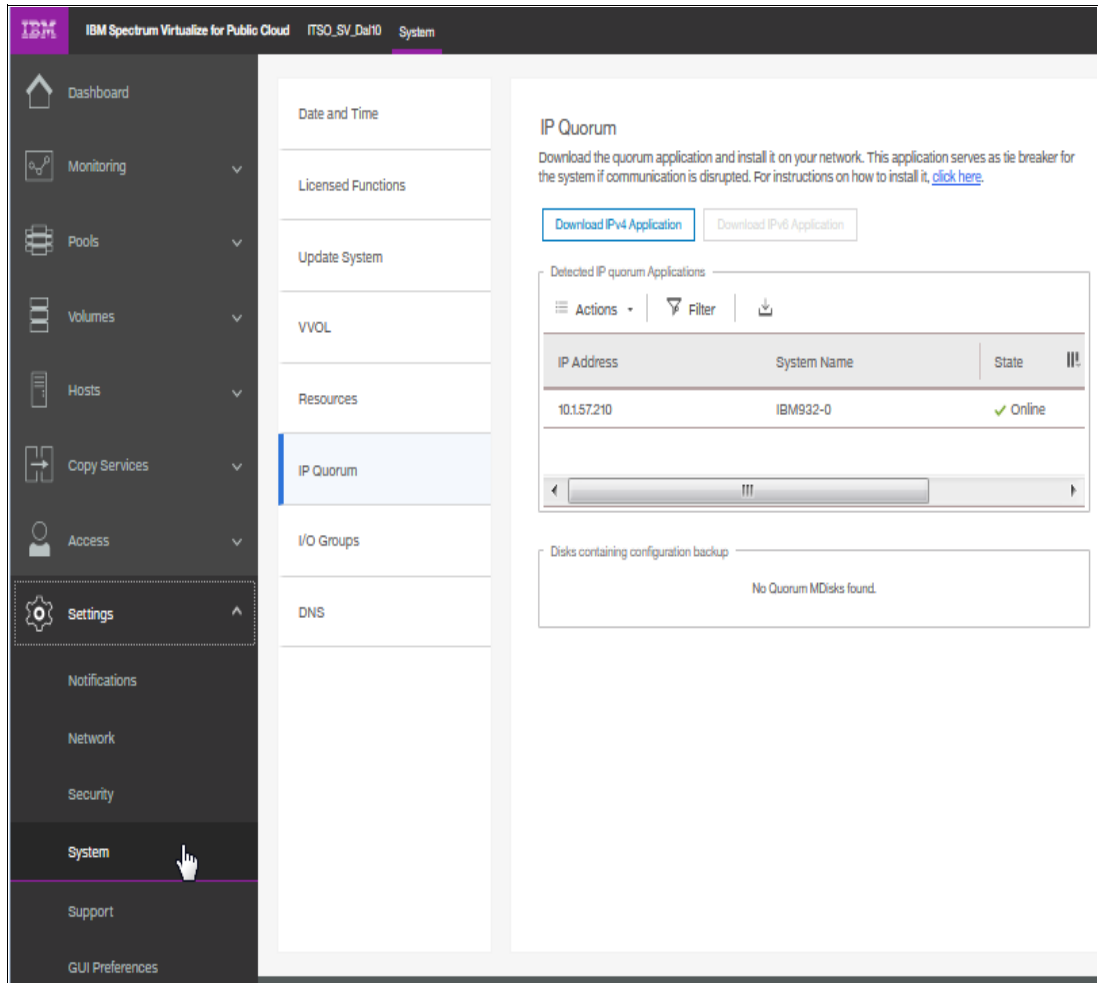 IBM
IBM Spectrum Virtualize for Public Cloud ITSO_SV_Dal10 System
Dashboard
Monitoring
Pools
Volumes
Hosts
Copy Services
Access
Settings
Notifications
Network
Security
System
Support
GUI Preferences
Date and Time
Licensed Functions
Update System
VVOL
Resources
IP Quorum
I/O Groups
DNS
IP Quorum
Download the quorum application and install it on your network. This application serves as tie breaker for
the system if communication is disrupted. For instructions on how to install it, click here.
Download IPv4 Application Download IPv6 Application
Detected IP quorum Applications
Actions Filter
IP Address System Name State
10.1.57.210 IBM932-0 Online
Disks containing configuration backup
No Quorum MDisks found.